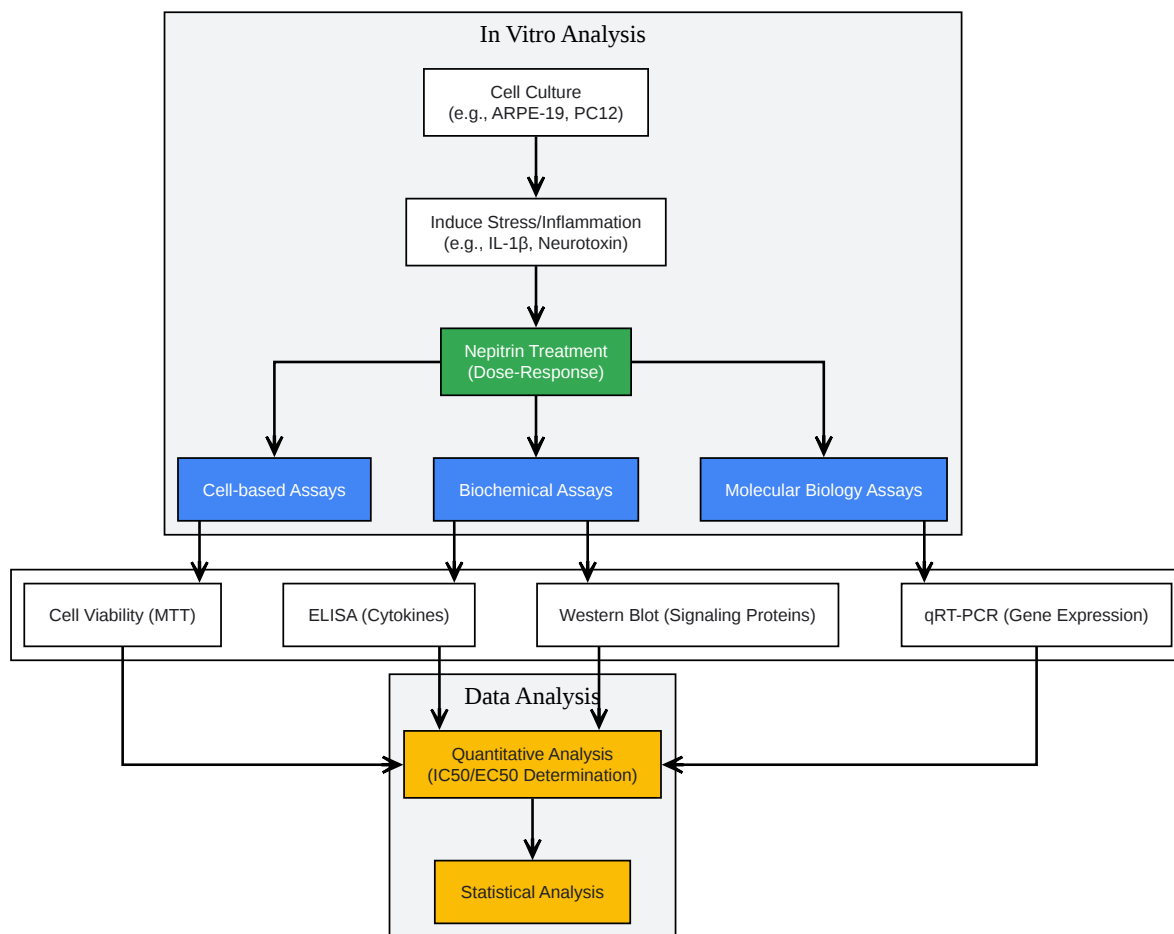 In Vitro Analysis
Cell Culture
(e.g., ARPE-19, PC12)
Induce Stress/Inflammation
(e.g., IL-1β, Neurotoxin)
Nepitrin Treatment
(Dose-Response)
Cell-based Assays
Biochemical Assays
Molecular Biology Assays
Cell Viability (MTT)
ELISA (Cytokines)
Western Blot (Signaling Proteins)
qRT-PCR (Gene Expression)
Data Analysis
Quantitative Analysis
(IC50/EC50 Determination)
Statistical Analysis